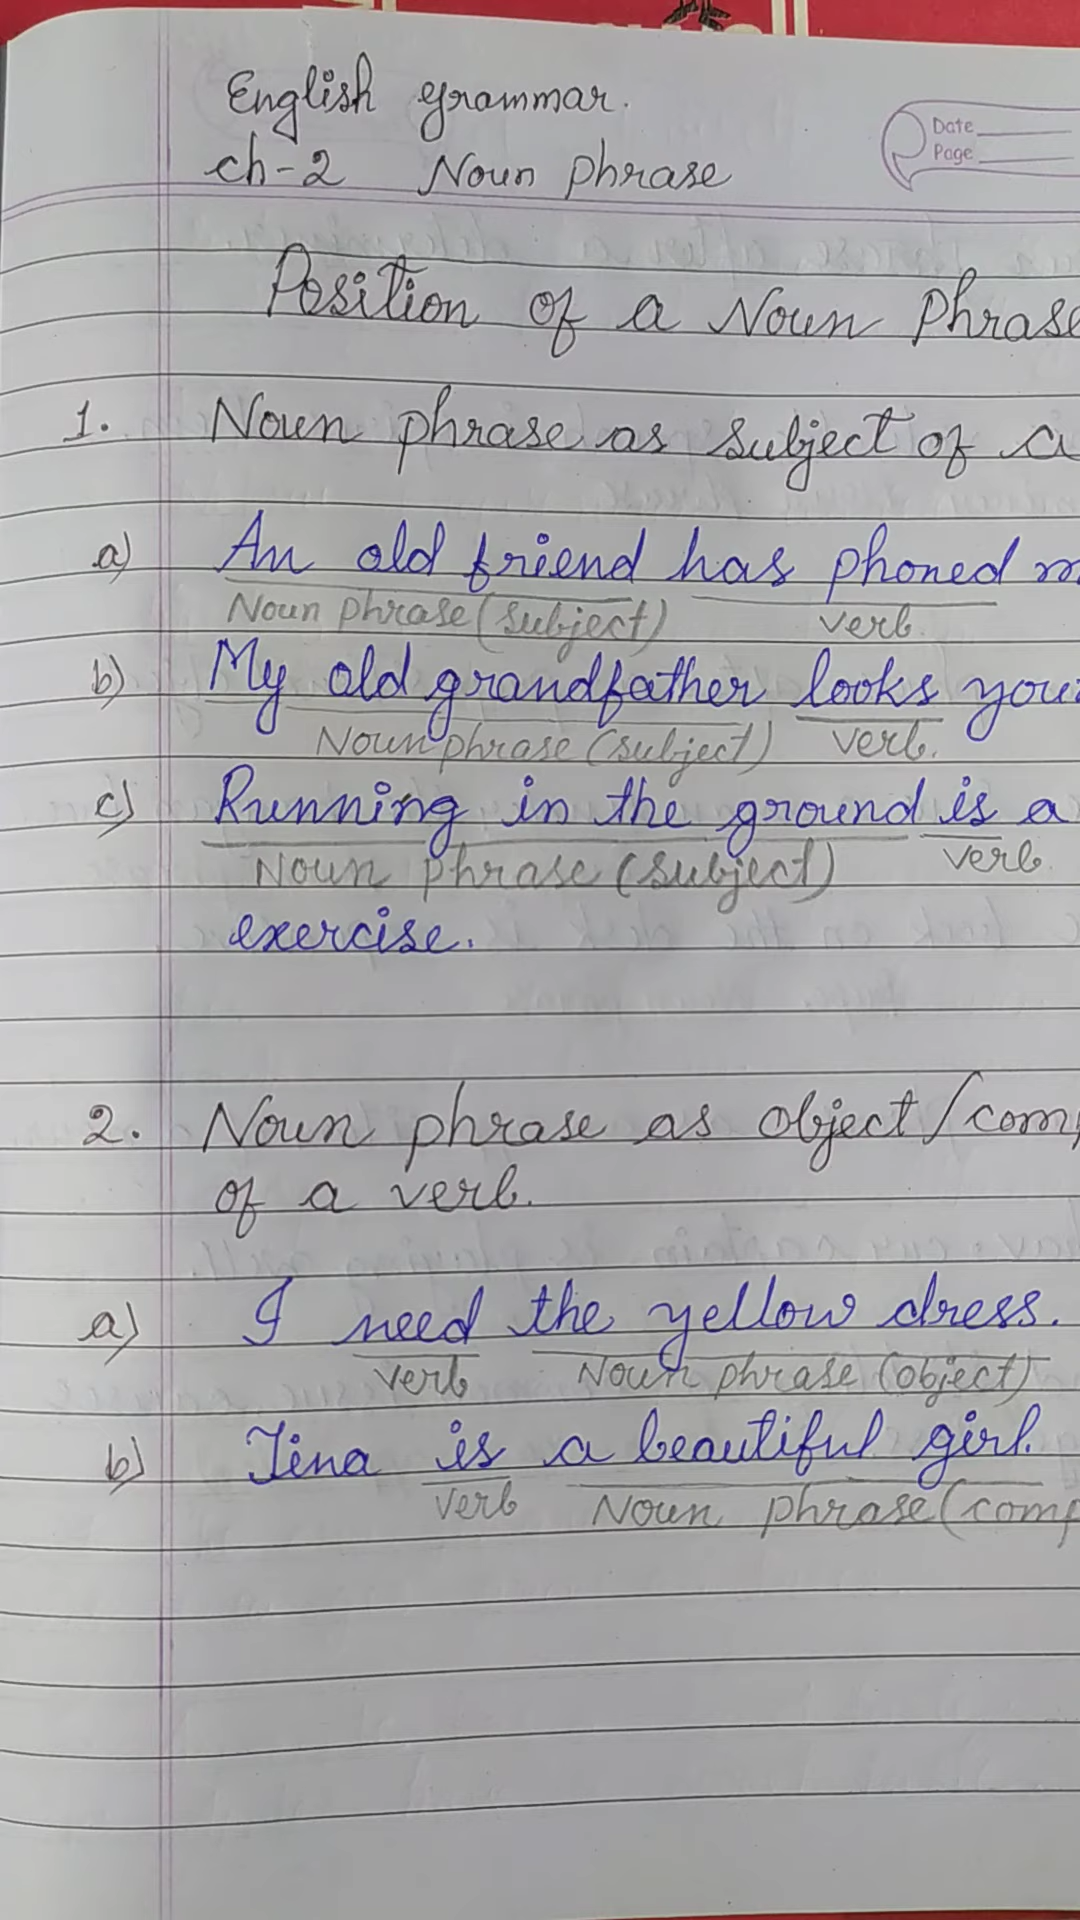 English grammar.
Date
ch-2 Noun Phrase
Page
Position of a Noun Phrase
1. Noun phrase as subject of a
a) An old friend has phoned
Noun phrase (subject) verb.
b) My old grandfather looks
Noun phrase (subject) verb.
c) Running in the ground is a
Noun phrase (subject) verb.
exercise.
2. Noun phrase as object/
of a verb.
a) I need the yellow dress.
verb Noun phrase (object)
b) Tina is a beautiful girl.
verb Noun phrase